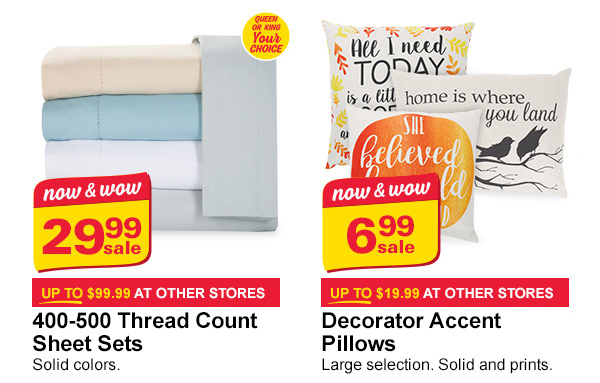 QUEEN
OR KING
Your
CHOICE
now & wow
29.99
sale
UP TO $99.99 AT OTHER STORES
400-500 Thread Count
Sheet Sets
Solid colors.
All I need
TODAY
is a litt
home is where
you land
SHE
believed
now & wow
6.99
sale
UP TO $19.99 AT OTHER STORES
Decorator Accent
Pillows
Large selection. Solid and prints.